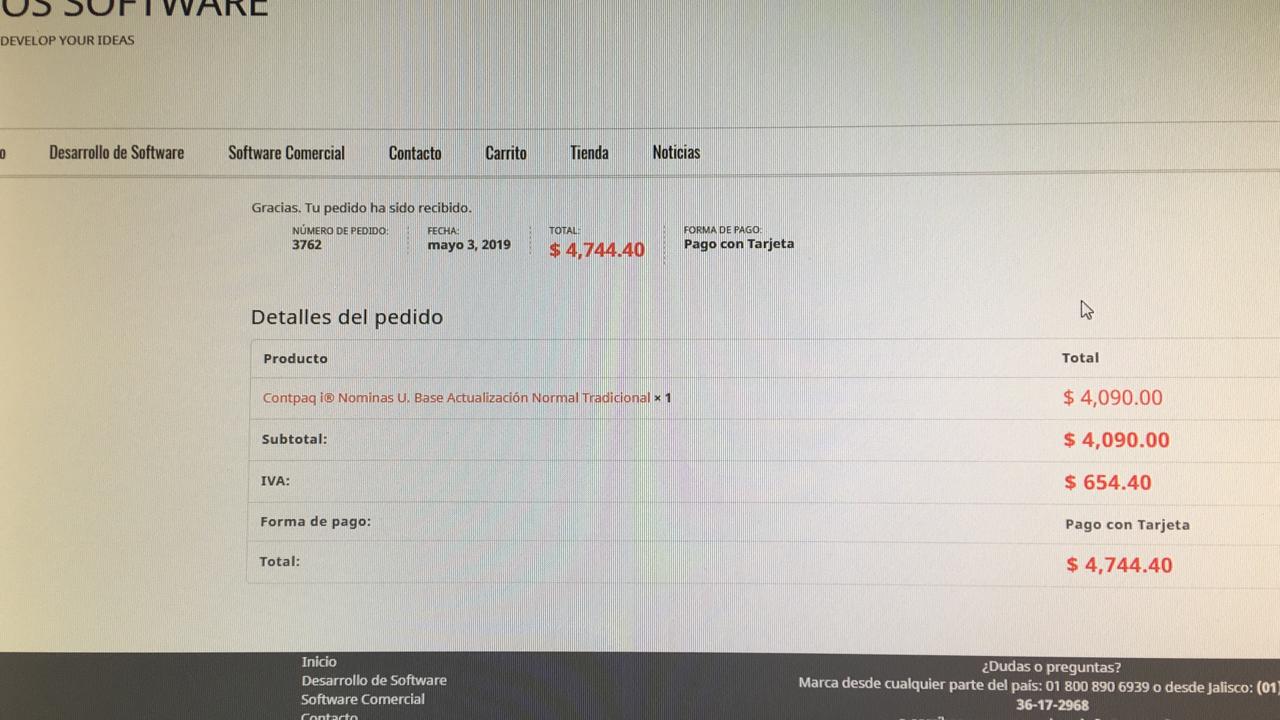 OS SOFTWARE
DEVELOP YOUR IDEAS
o Desarrollo de Software Software Comercial Contacto Carrito Tienda Noticias
Gracias. Tu pedido ha sido recibido.
NÚMERO DE PEDIDO: FECHA: TOTAL: FORMA DE PAGO:
3762 mayo 3, 2019 $ 4,744.40 Pago con Tarjeta
Detalles del pedido
Producto Total
Contpaq i® Nominas U. Base Actualización Normal Tradicional × 1 $ 4,090.00
Subtotal: $ 4,090.00
IVA: $ 654.40
Forma de pago: Pago con Tarjeta
Total: $ 4,744.40
Inicio
Desarrollo de Software
Software Comercial
Contacto
¿Dudas o preguntas?
Marca desde cualquier parte del país: 01 800 890 6939 o desde Jalisco: (01)
36-17-2968